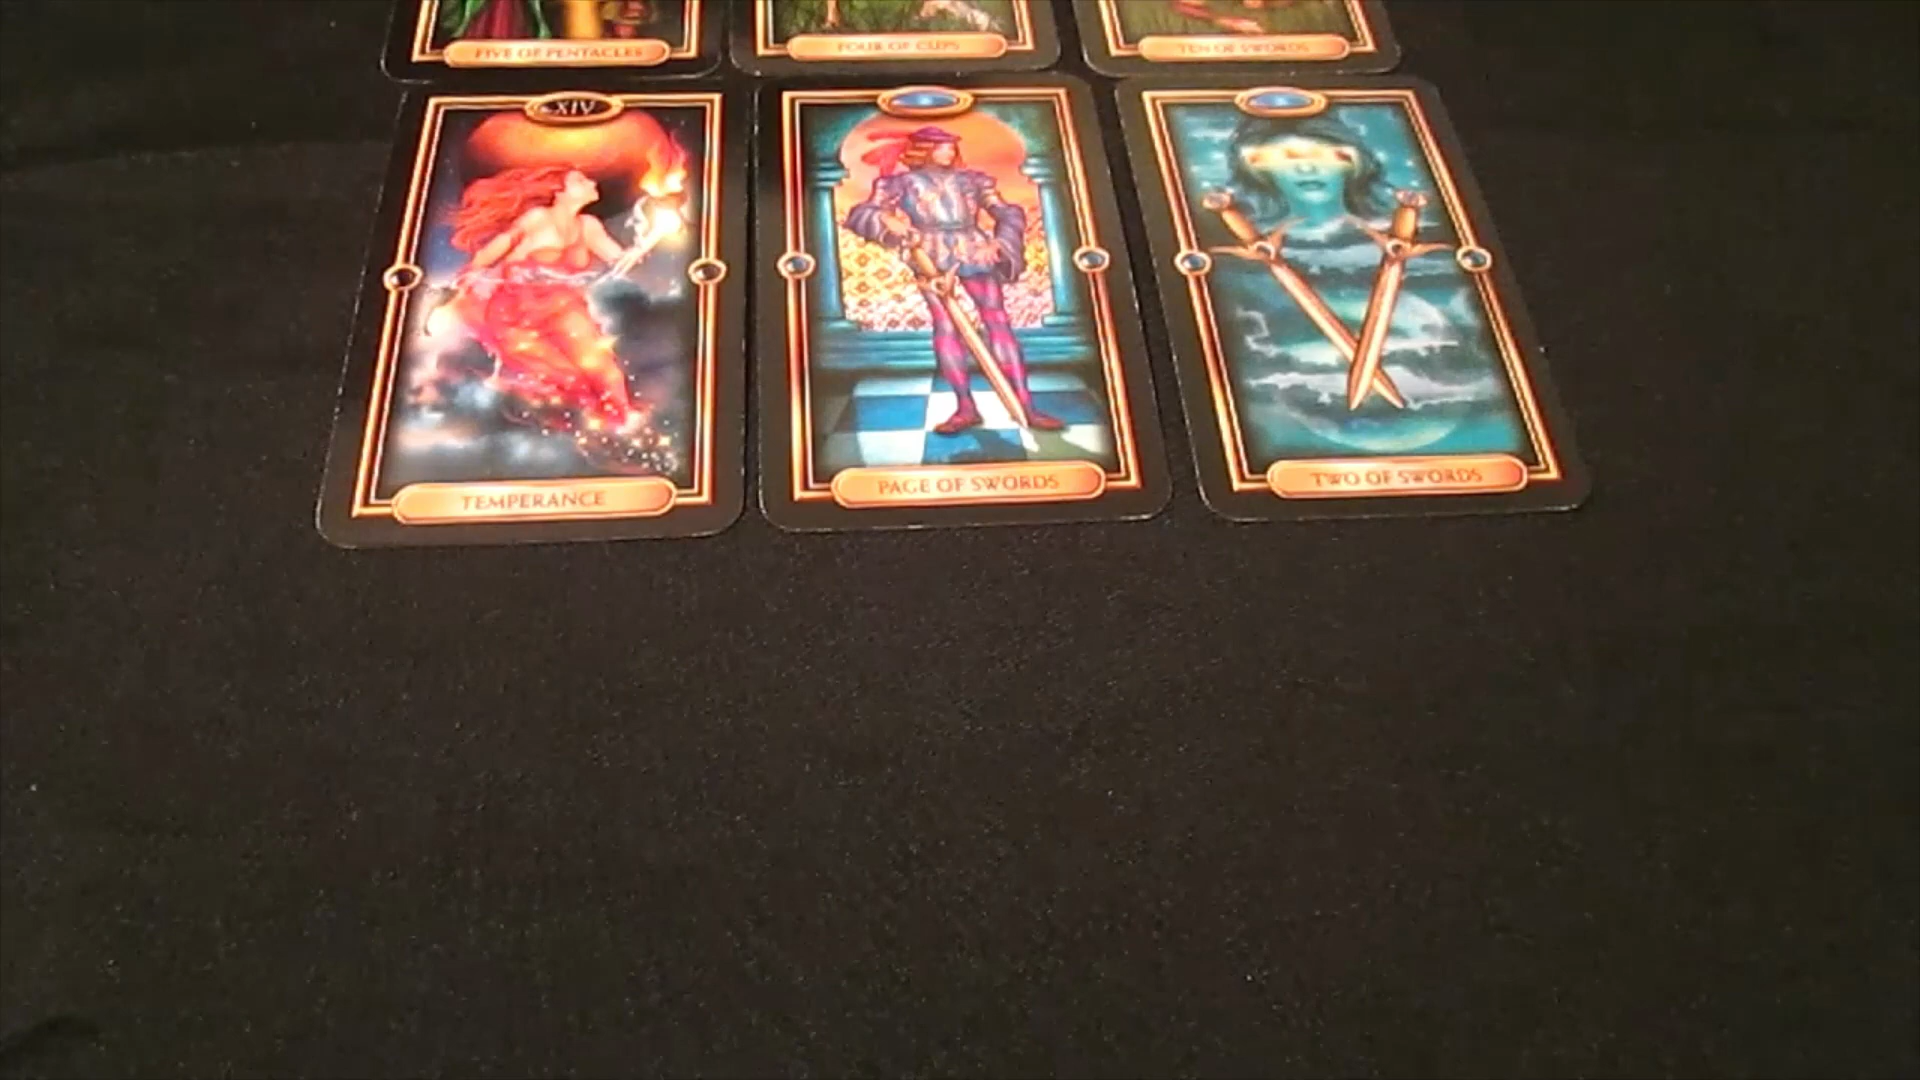 FIVE OF PENTACLES
FOUR OF CUPS
TEN OF SWORDS
XIV
TEMPERANCE
PAGE OF SWORDS
TWO OF SWORDS